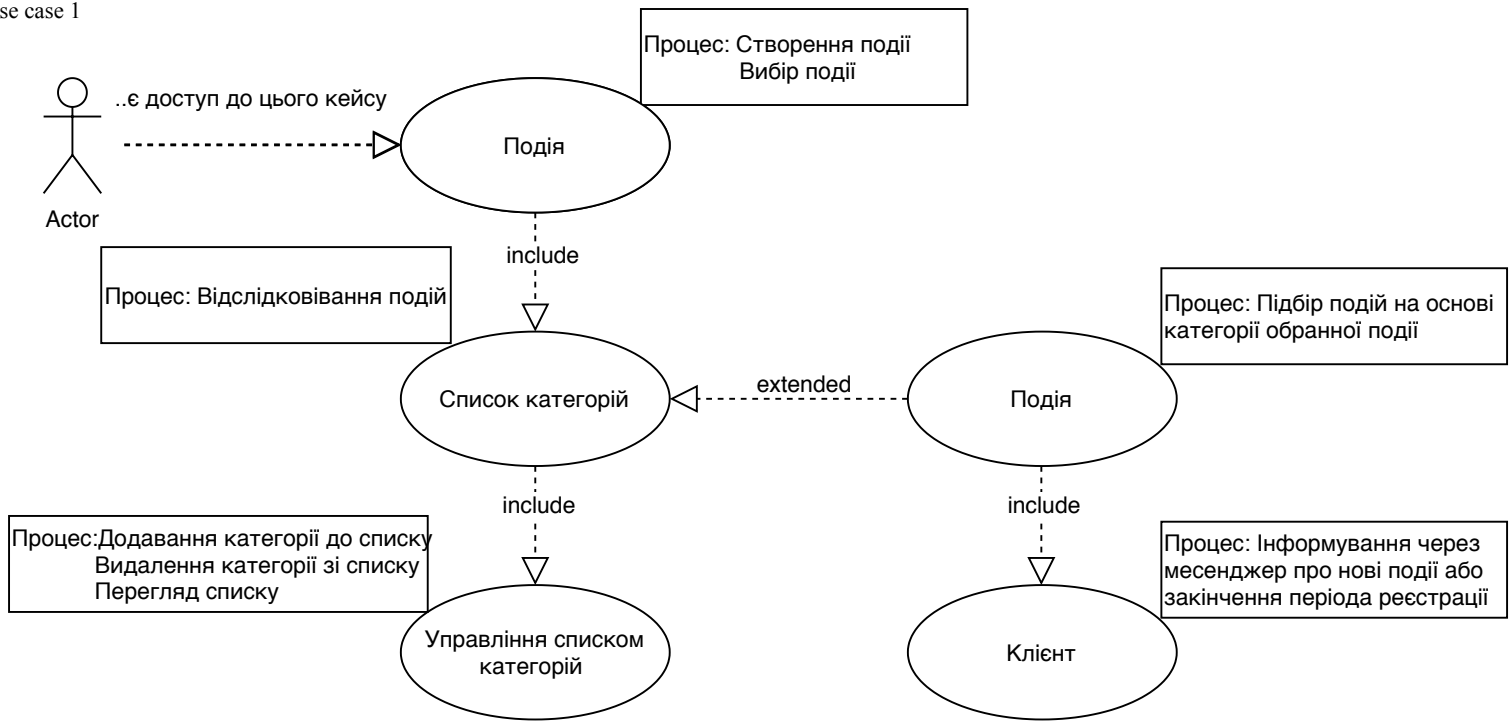 se case 1
Процес: Створення події
Вибір події
..є доступ до цього кейсу
Подія
Actor
include
Процес: Відслідковівання подій
Процес: Підбір подій на основі
категорії обранної події
Список категорій
extended
Подія
include
include
Процес:Додавання категорії до списку
Видалення категорії зі списку
Перегляд списку
Процес: Інформування через
месенджер про нові події або
закінчення періода реєстрації
Управління списком
категорій
Клієнт